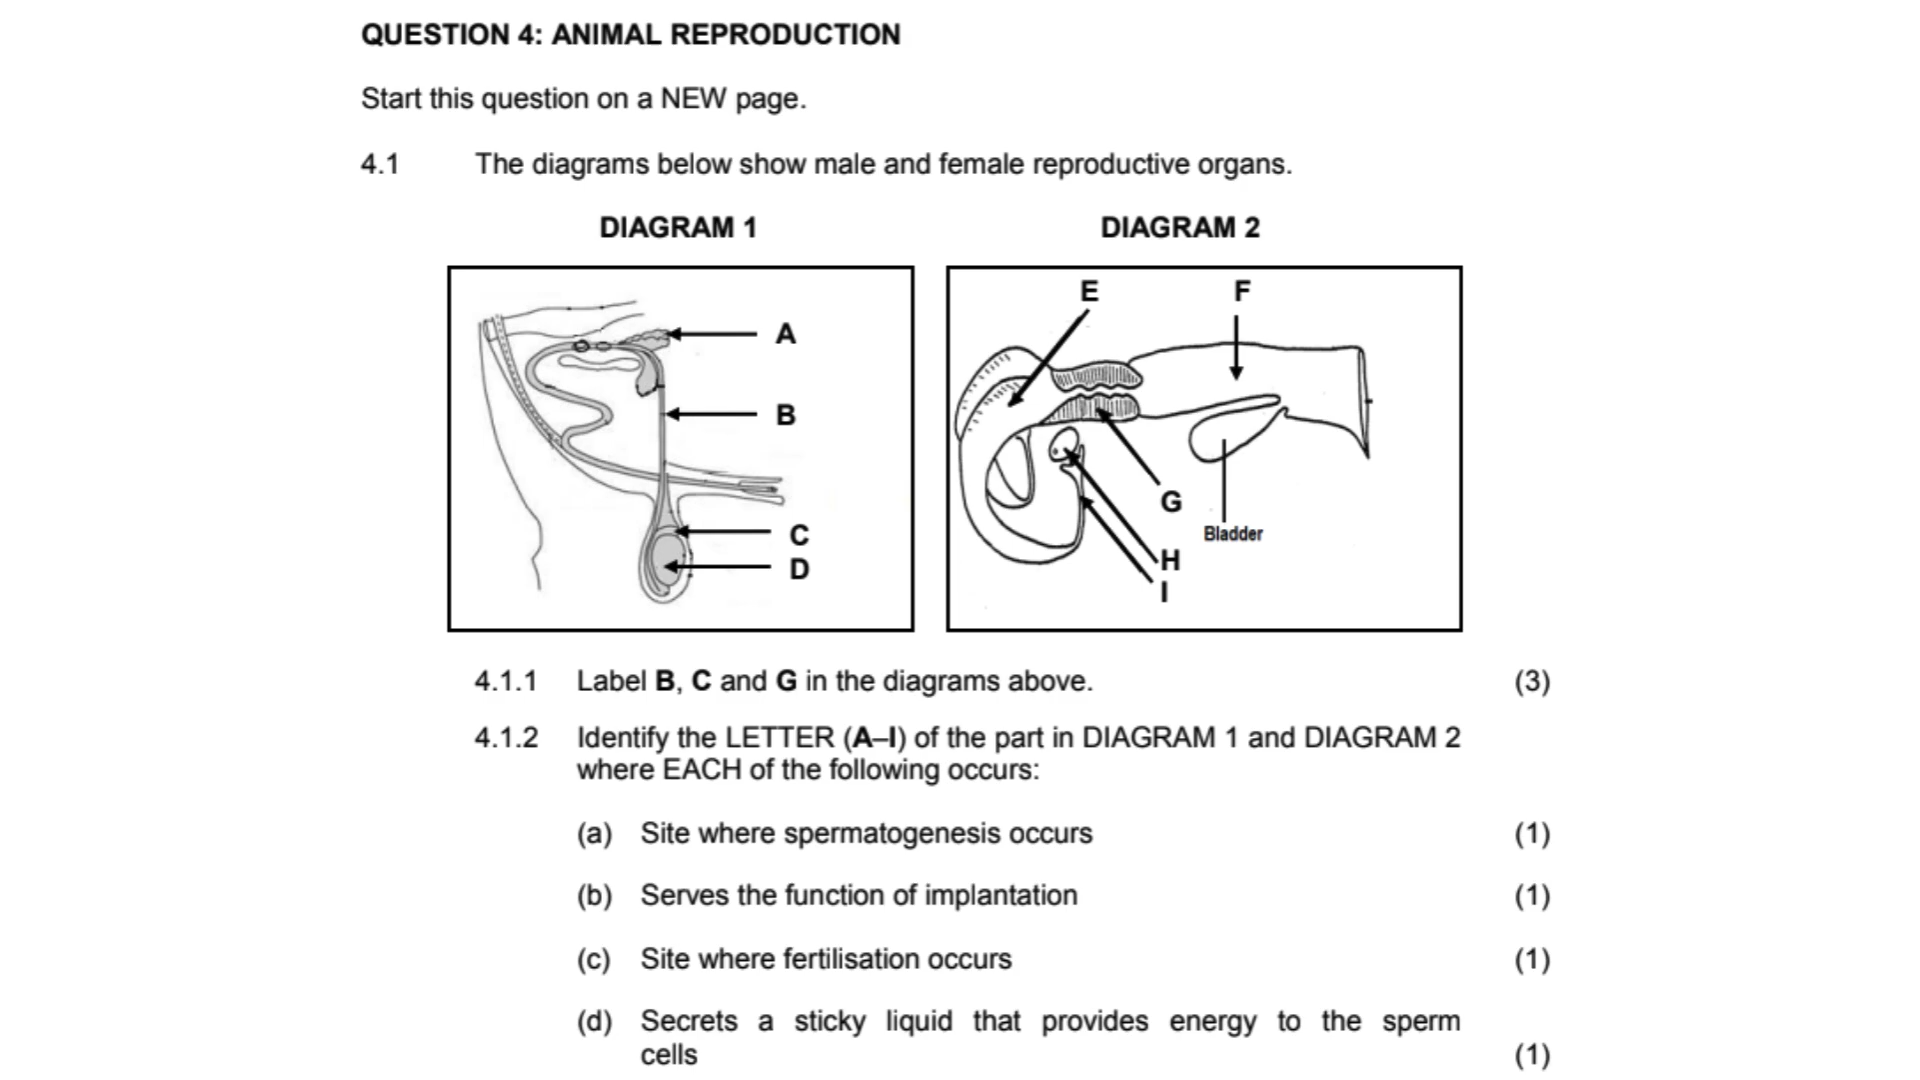 QUESTION 4: ANIMAL REPRODUCTION
Start this question on a NEW page.
4.1 The diagrams below show male and female reproductive organs.
DIAGRAM 1 DIAGRAM 2
E F
A
B
G
Bladder
C
H
D
I
4.1.1 Label B, C and G in the diagrams above. (3)
4.1.2 Identify the LETTER (A–I) of the part in DIAGRAM 1 and DIAGRAM 2
where EACH of the following occurs:
(a) Site where spermatogenesis occurs (1)
(b) Serves the function of implantation (1)
(c) Site where fertilisation occurs (1)
(d) Secrets a sticky liquid that provides energy to the sperm
cells (1)